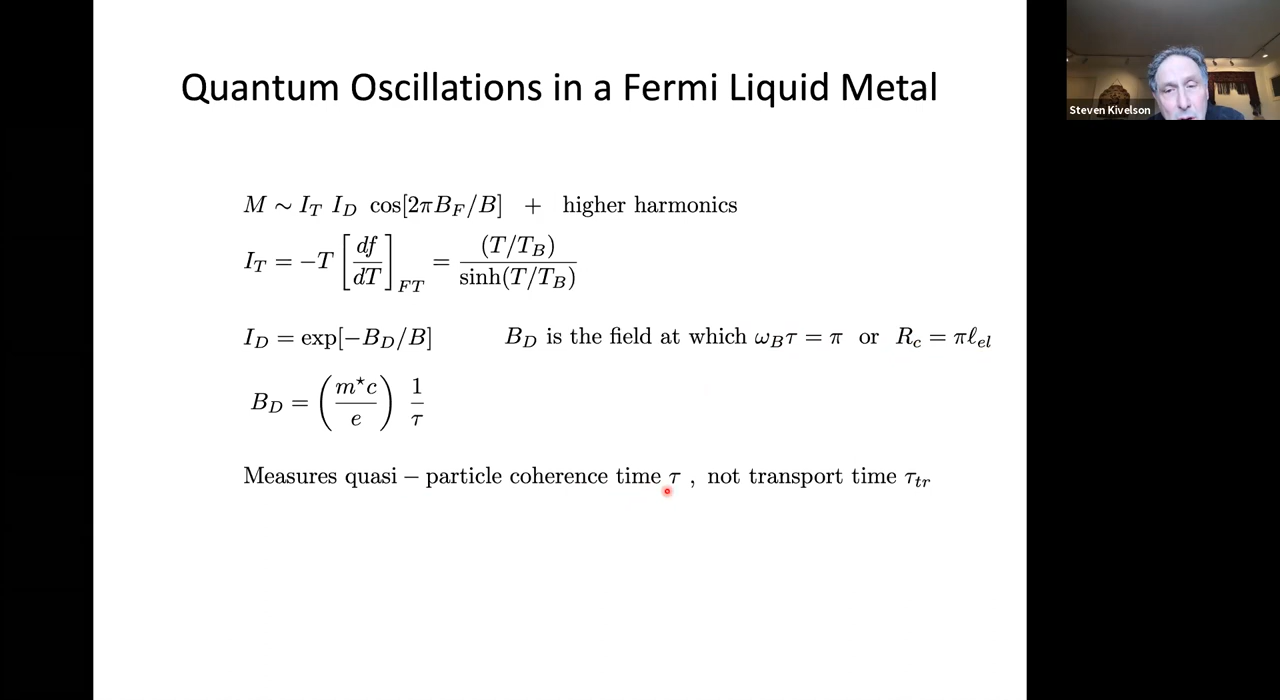 Quantum Oscillations in a Fermi Liquid Metal
Steven Kivelson
M ∼ I_T I_D cos[2πB_F/B] + higher harmonics
I_T = −T [df/dT]_FT = (T/T_B) / sinh(T/T_B)
I_D = exp[−B_D/B] B_D is the field at which ω_Bτ = π or R_c = πℓ_el
B_D = (m⋆c/e) 1/τ
Measures quasi − particle coherence time τ , not transport time τ_tr